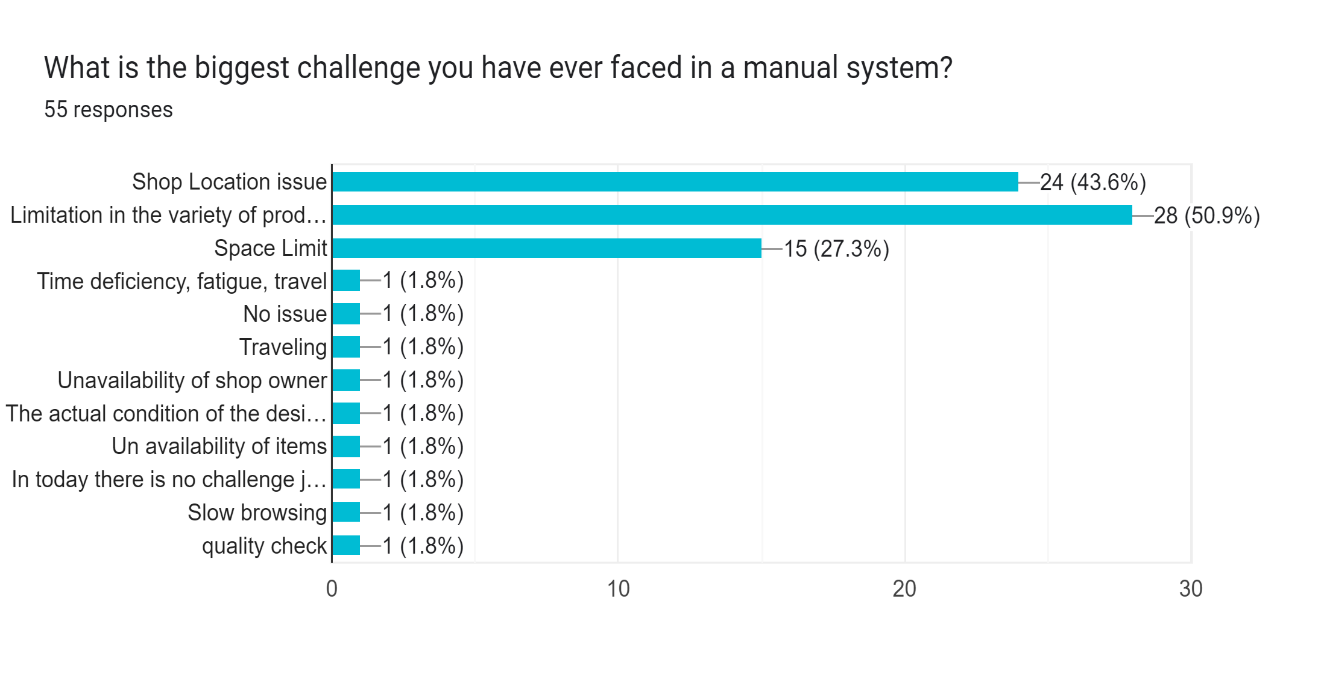 What is the biggest challenge you have ever faced in a manual system?
55 responses
Shop Location issue 24 (43.6%)
Limitation in the variety of prod… 28 (50.9%)
Space Limit 15 (27.3%)
Time deficiency, fatigue, travel 1 (1.8%)
No issue 1 (1.8%)
Traveling 1 (1.8%)
Unavailability of shop owner 1 (1.8%)
The actual condition of the desi… 1 (1.8%)
Un availability of items 1 (1.8%)
In today there is no challenge j… 1 (1.8%)
Slow browsing 1 (1.8%)
quality check 1 (1.8%)
0 10 20 30